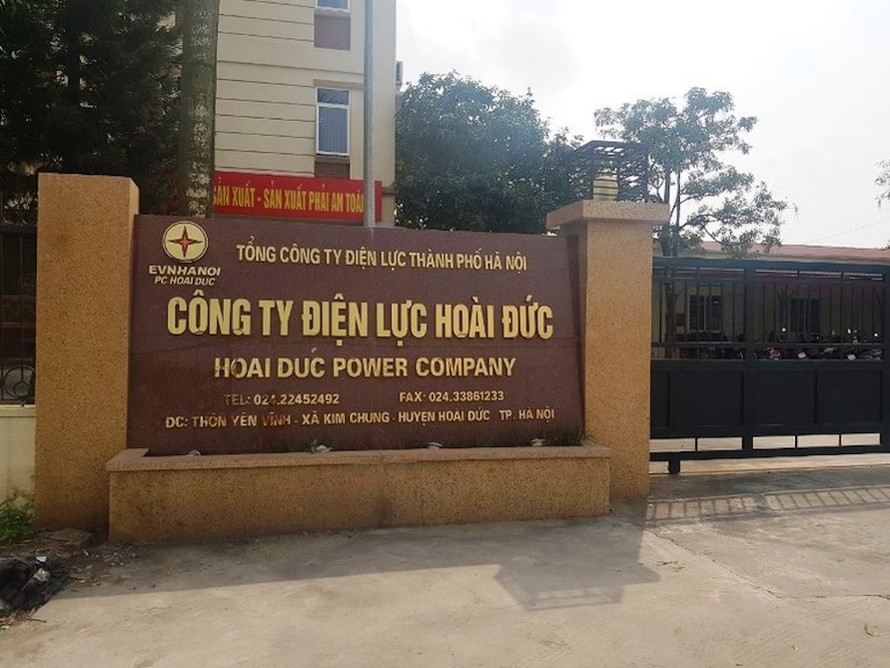 SẢN XUẤT - SẢN XUẤT PHẢI AN TOÀN
EVNHANOI
PC HOAI DUC
TỔNG CÔNG TY ĐIỆN LỰC THÀNH PHỐ HÀ NỘI
CÔNG TY ĐIỆN LỰC HOÀI ĐỨC
HOAI DUC POWER COMPANY
TEL: 024.22452492 FAX: 024.33861233
ĐC: THÔN YÊN VĨNH - XÃ KIM CHUNG - HUYỆN HOÀI ĐỨC TP. HÀ NỘI